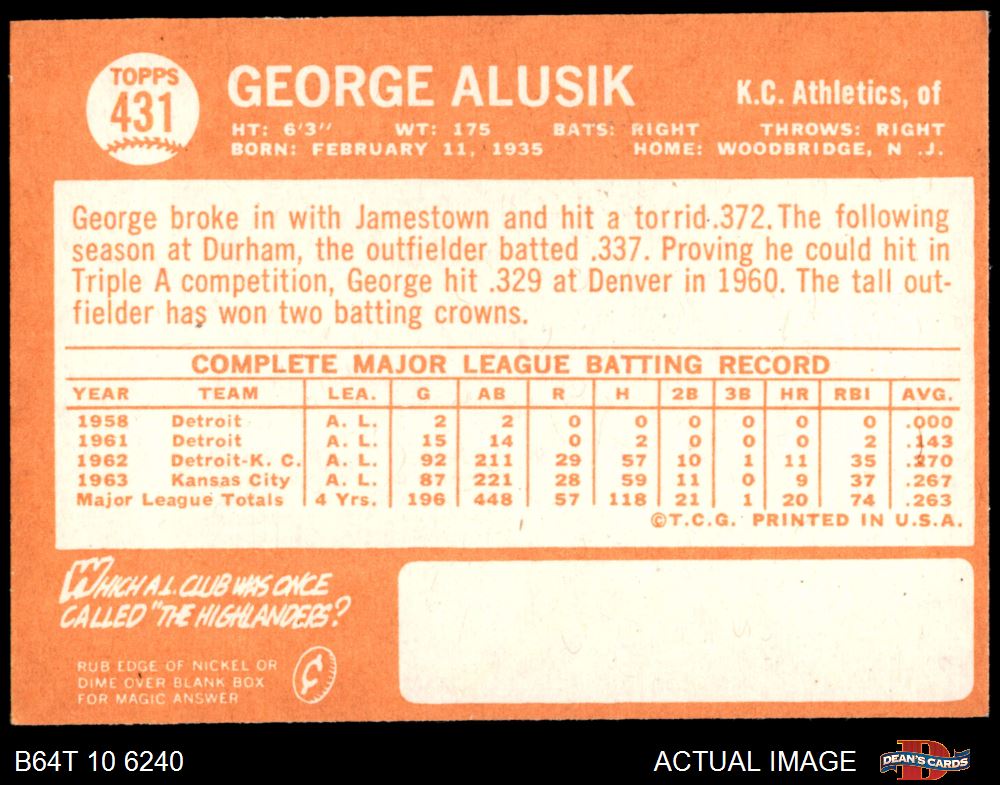 TOPPS
431
GEORGE ALUSIK
K.C. Athletics, of
HT: 6'3" WT: 175 BATS: RIGHT THROWS: RIGHT
BORN: FEBRUARY 11, 1935 HOME: WOODBRIDGE, N .J.
George broke in with Jamestown and hit a torrid .372. The following
season at Durham, the outfielder batted .337. Proving he could hit in
Triple A competition, George hit .329 at Denver in 1960. The tall out-
fielder has won two batting crowns.
COMPLETE MAJOR LEAGUE BATTING RECORD
YEAR TEAM LEA. G AB R H 2B 3B HR RBI AVG.
1958 Detroit A. L. 2 2 0 0 0 0 0 0 .000
1961 Detroit A. L. 15 14 0 2 0 0 0 2 .143
1962 Detroit-K. C. A. L. 92 211 29 57 10 1 11 35 .270
1963 Kansas City A. L. 87 221 28 59 11 0 9 37 .267
Major League Totals 4 Yrs. 196 448 57 118 21 1 20 74 .263
©T.C.G. PRINTED IN U.S.A.
WHICH A.L. CLUB WAS ONCE
CALLED "THE HIGHLANDERS?
RUB EDGE OF NICKEL OR
DIME OVER BLANK BOX
FOR MAGIC ANSWER
B64T 10 6240
ACTUAL IMAGE
DEAN'S CARDS